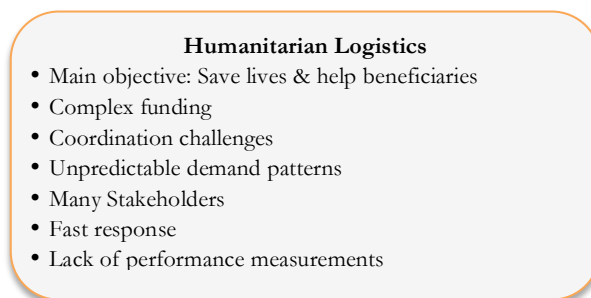 Humanitarian Logistics
• Main objective: Save lives & help beneficiaries
• Complex funding
• Coordination challenges
• Unpredictable demand patterns
• Many Stakeholders
• Fast response
• Lack of performance measurements